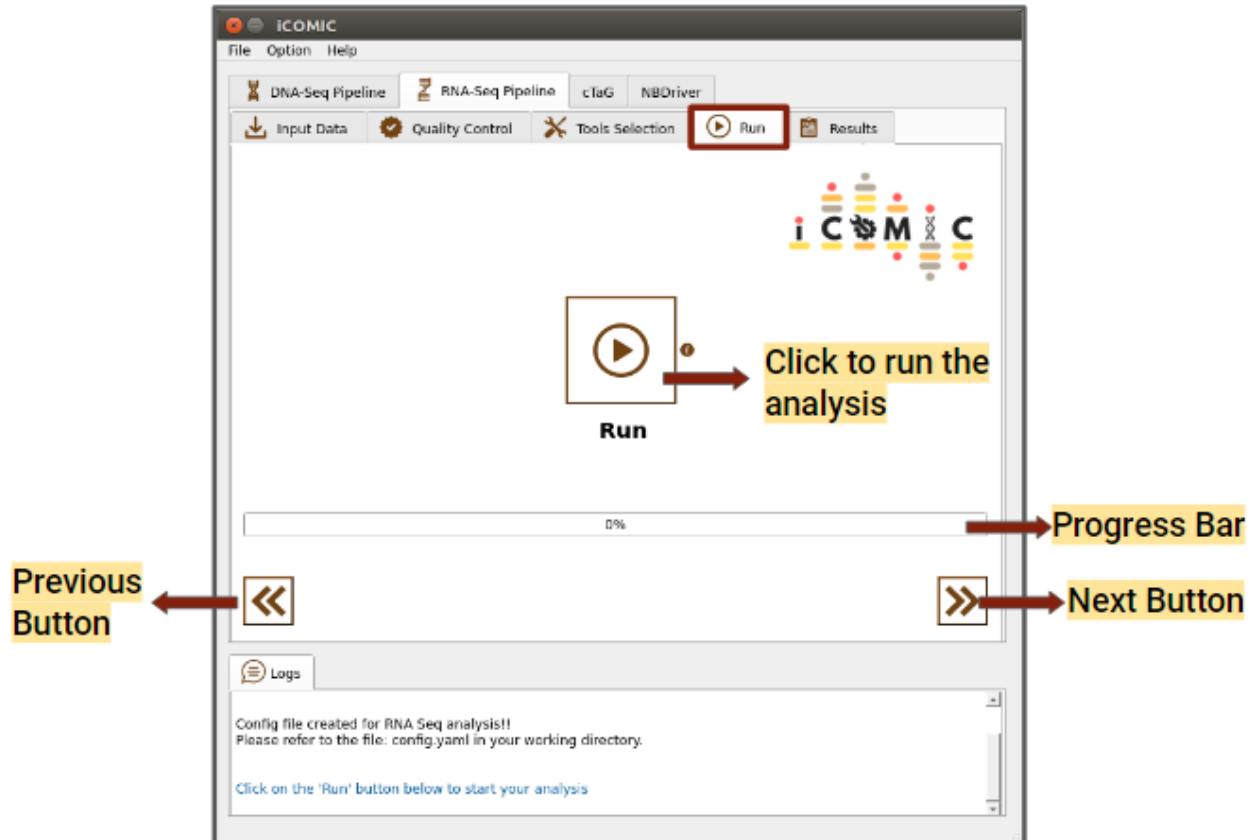 iCOMIC
File Option Help
DNA-Seq Pipeline RNA-Seq Pipeline cTaG NBDriver
Input Data Quality Control Tools Selection Run Results
iCOMIC
Click to run the
analysis
Run
0%
Progress Bar
Previous
Button
Next Button
Logs
Config file created for RNA Seq analysis!!
Please refer to the file: config.yaml in your working directory.
Click on the 'Run' button below to start your analysis